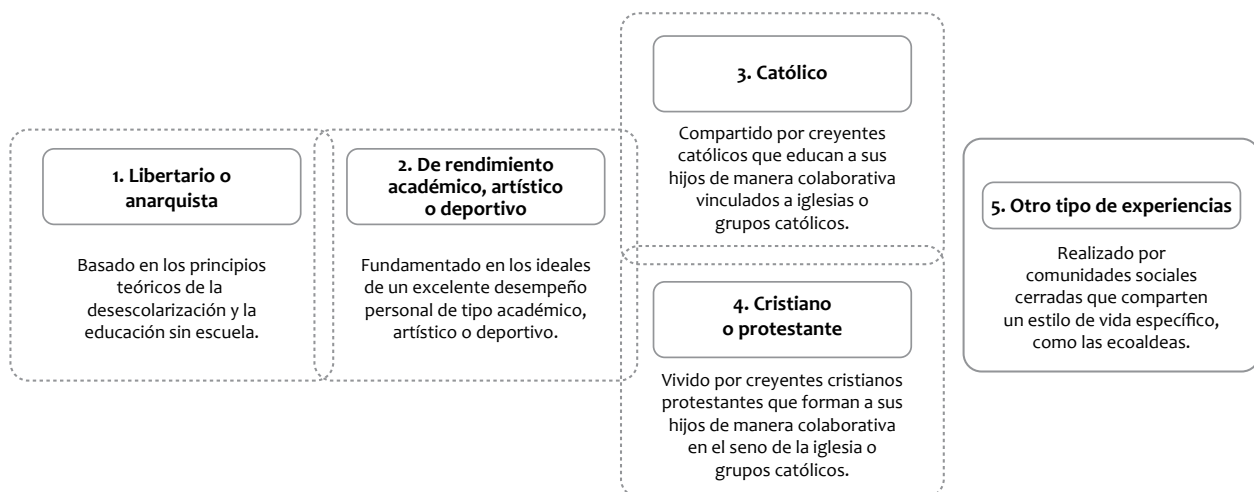 1. Libertario o
anarquista
Basado en los principios
teóricos de la
desescolarización y la
educación sin escuela.
2. De rendimiento
académico, artístico
o deportivo
Fundamentado en los ideales
de un excelente desempeño
personal de tipo académico,
artístico o deportivo.
3. Católico
Compartido por creyentes
católicos que educan a sus
hijos de manera colaborativa
vinculados a iglesias o
grupos católicos.
4. Cristiano
o protestante
Vivido por creyentes cristianos
protestantes que forman a sus
hijos de manera colaborativa
en el seno de la iglesia o
grupos católicos.
5. Otro tipo de experiencias
Realizado por
comunidades sociales
cerradas que comparten
un estilo de vida específico,
como las ecoaldeas.